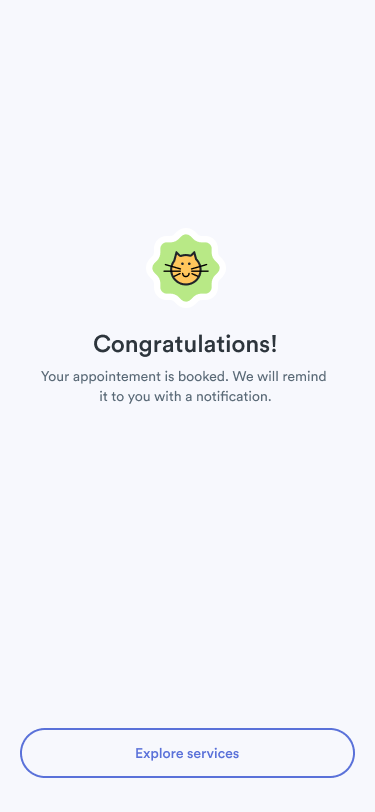 Congratulations!
Your appointement is booked. We will remind
it to you with a notification.
Explore services